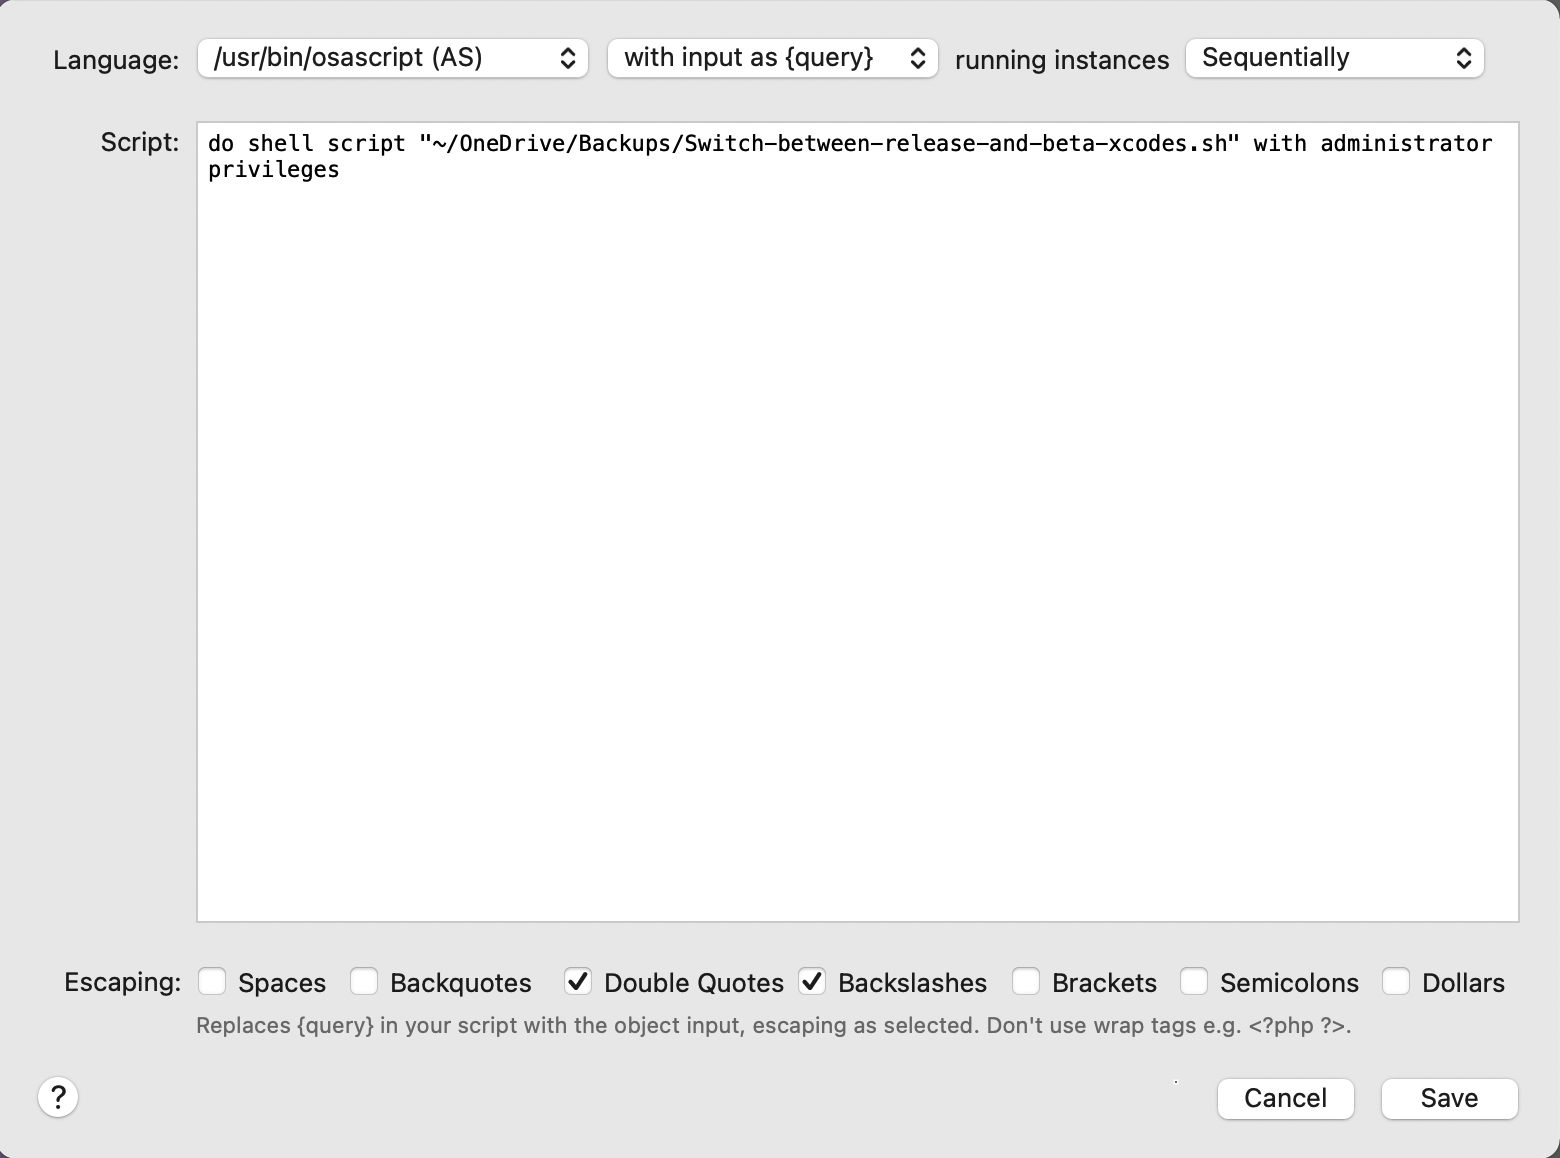 Language: /usr/bin/osascript (AS) with input as {query} running instances Sequentially
Script: do shell script "~/OneDrive/Backups/Switch-between-release-and-beta-xcodes.sh" with administrator
privileges
Escaping: Spaces Backquotes Double Quotes Backslashes Brackets Semicolons Dollars
Replaces {query} in your script with the object input, escaping as selected. Don't use wrap tags e.g. <?php ?>.
? Cancel Save